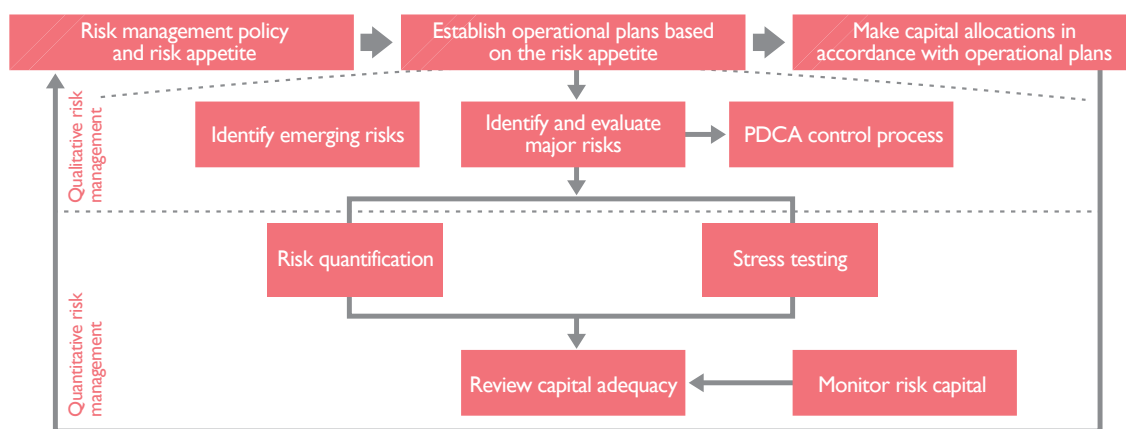 Risk management policy
and risk appetite
Establish operational plans based
on the risk appetite
Make capital allocations in
accordance with operational plans
Qualitative risk
management
Identify emerging risks
Identify and evaluate
major risks
PDCA control process
Quantitative risk
management
Risk quantification
Stress testing
Review capital adequacy
Monitor risk capital